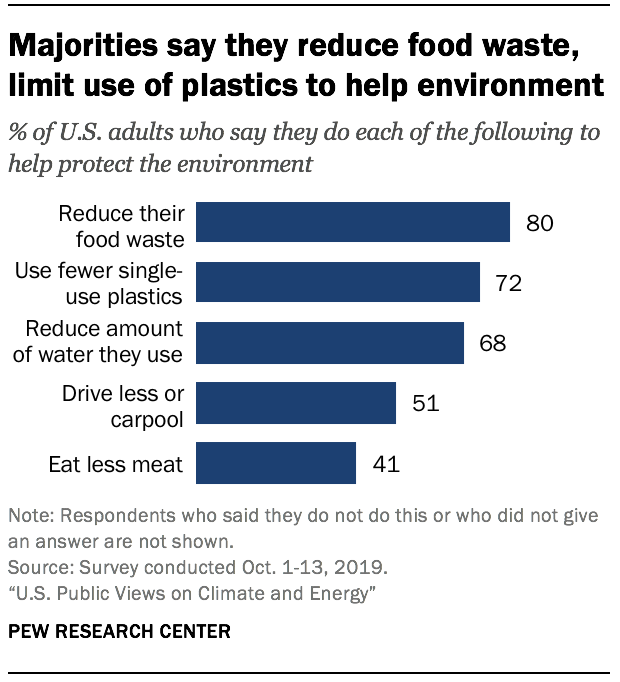 Majorities say they reduce food waste,
limit use of plastics to help environment
% of U.S. adults who say they do each of the following to
help protect the environment
Reduce their
food waste
80
Use fewer single-
use plastics
72
Reduce amount
of water they use
68
Drive less or
carpool
51
Eat less meat
41
Note: Respondents who said they do not do this or who did not give
an answer are not shown.
Source: Survey conducted Oct. 1-13, 2019.
“U.S. Public Views on Climate and Energy”
PEW RESEARCH CENTER